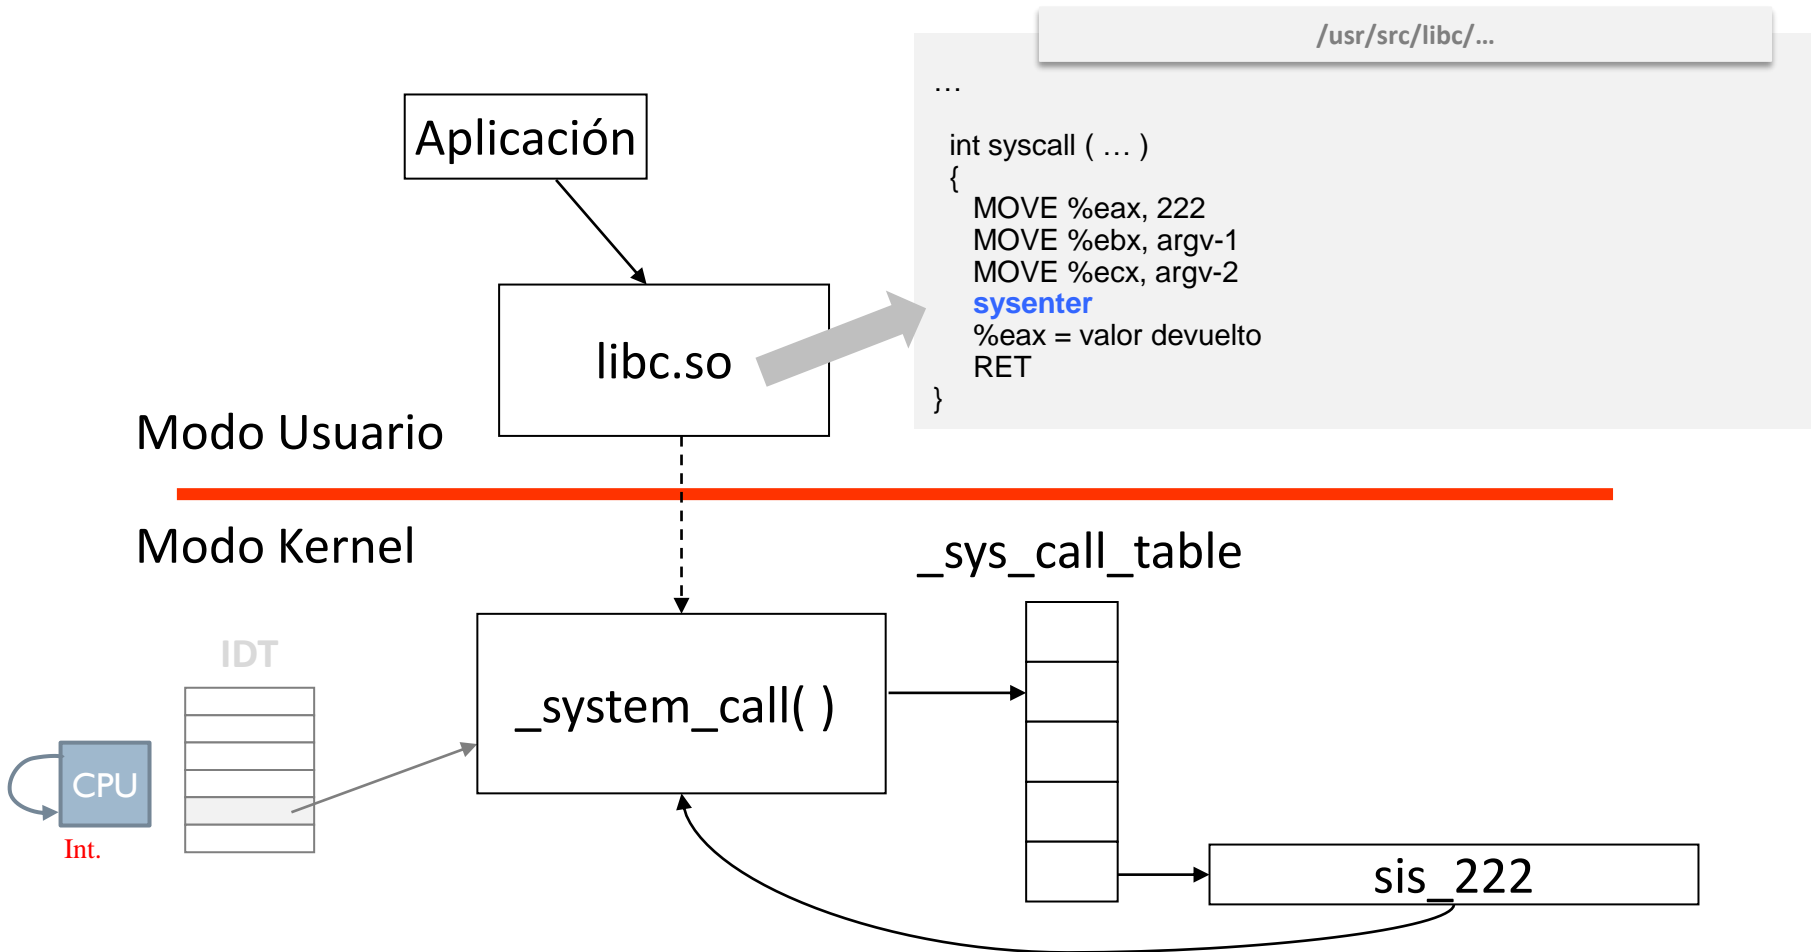 /usr/src/libc/…
…
int syscall ( … )
{
MOVE %eax, 222
MOVE %ebx, argv-1
MOVE %ecx, argv-2
sysenter
%eax = valor devuelto
RET
}
Aplicación
libc.so
Modo Usuario
Modo Kernel
_sys_call_table
IDT
_system_call( )
CPU
Int.
sis_222